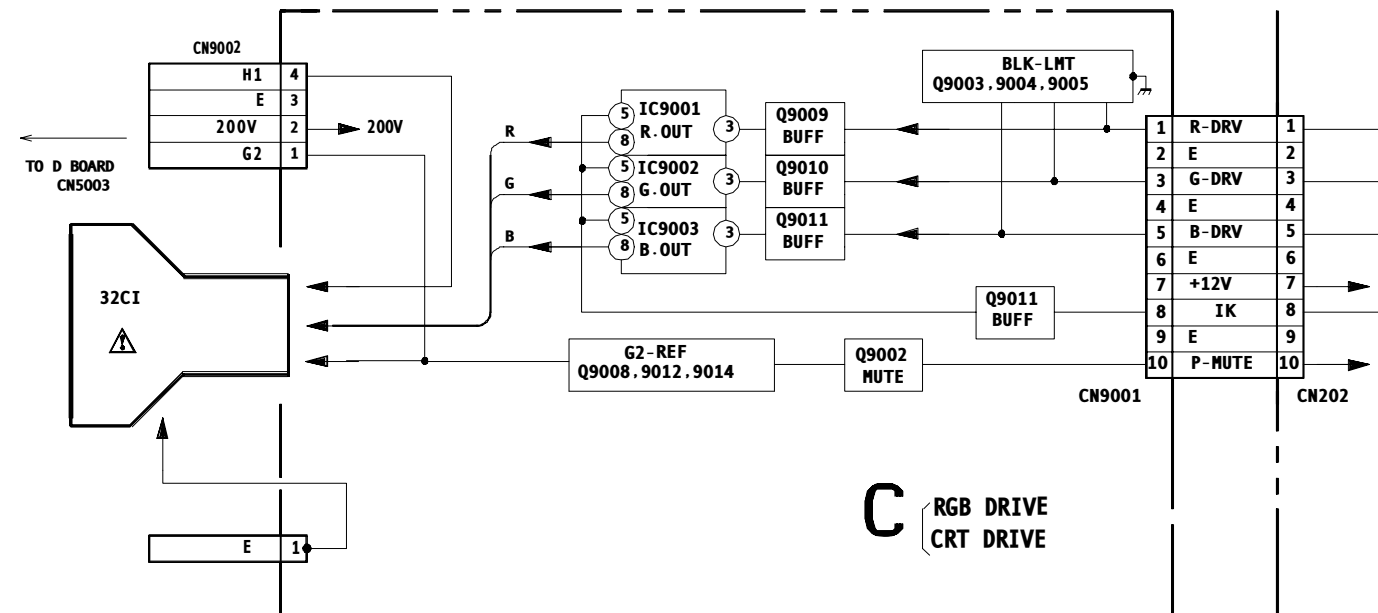 CN9002
H1 4
E 3
200V 2
G2 1
200V
TO D BOARD
CN5003
32CI
E 1
R
G
B
5 IC9001
8 R.OUT 3
5 IC9002
8 G.OUT 3
5 IC9003
8 B.OUT 3
Q9009
BUFF
Q9010
BUFF
Q9011
BUFF
BLK-LMT
Q9003,9004,9005
Q9011
BUFF
G2-REF
Q9008,9012,9014
Q9002
MUTE
1 R-DRV 1
2 E 2
3 G-DRV 3
4 E 4
5 B-DRV 5
6 E 6
7 +12V 7
8 IK 8
9 E 9
10 P-MUTE 10
CN9001
CN202
C
RGB DRIVE
CRT DRIVE